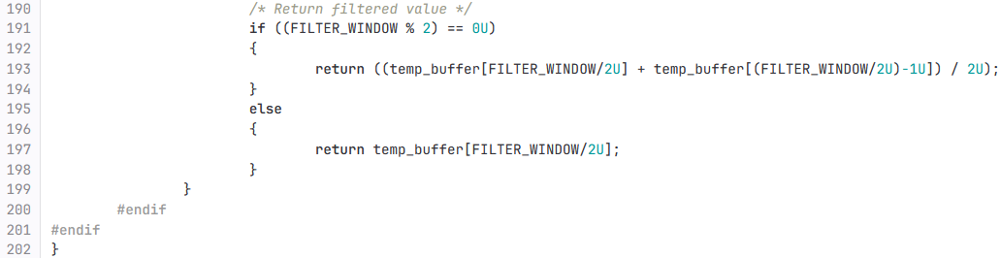 190 /* Return filtered value */
191 if ((FILTER_WINDOW % 2) == 0U)
192 {
193 return ((temp_buffer[FILTER_WINDOW/2U] + temp_buffer[(FILTER_WINDOW/2U)-1U]) / 2U);
194 }
195 else
196 {
197 return temp_buffer[FILTER_WINDOW/2U];
198 }
199 }
200 #endif
201 #endif
202 }